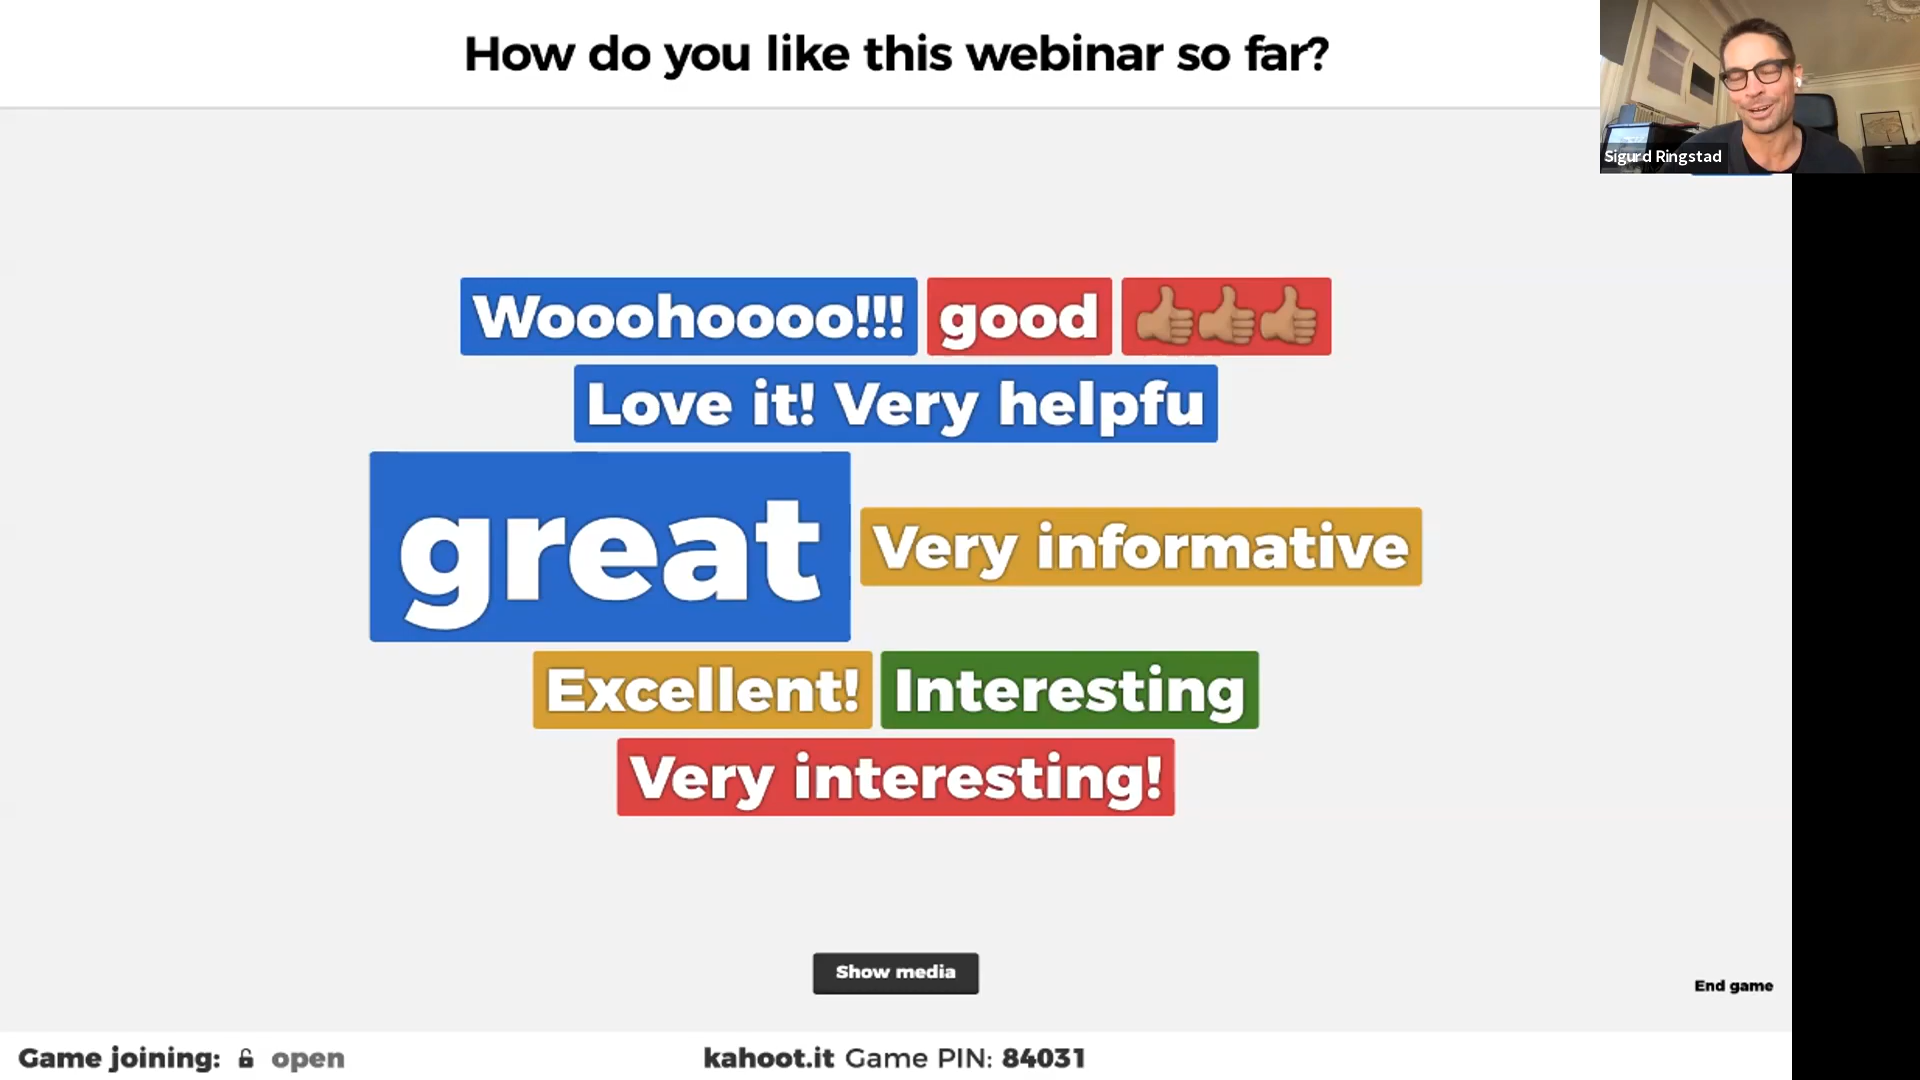 How do you like this webinar so far?
Sigurd Ringstad
Wooohoooo!!! good 👍🏽👍🏽👍🏽
Love it! Very helpfu
great Very informative
Excellent! Interesting
Very interesting!
Show media
End game
Game joining: open
kahoot.it Game PIN: 84031